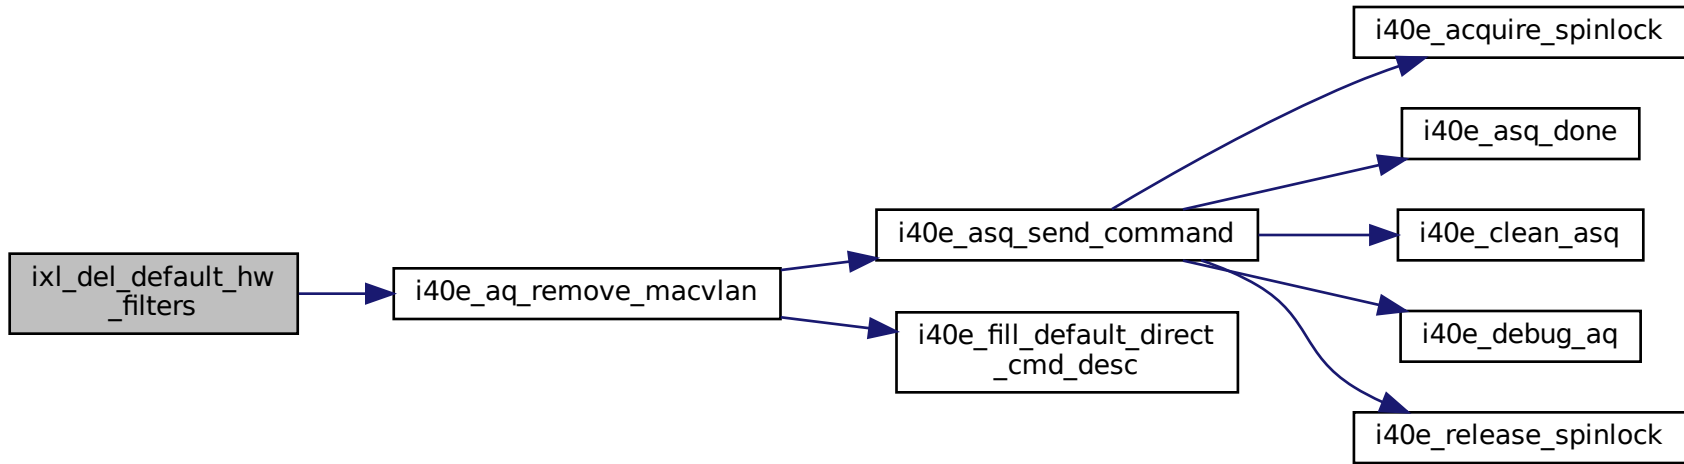 ixl_del_default_hw
_filters
i40e_aq_remove_macvlan
i40e_asq_send_command
i40e_fill_default_direct
_cmd_desc
i40e_acquire_spinlock
i40e_asq_done
i40e_clean_asq
i40e_debug_aq
i40e_release_spinlock